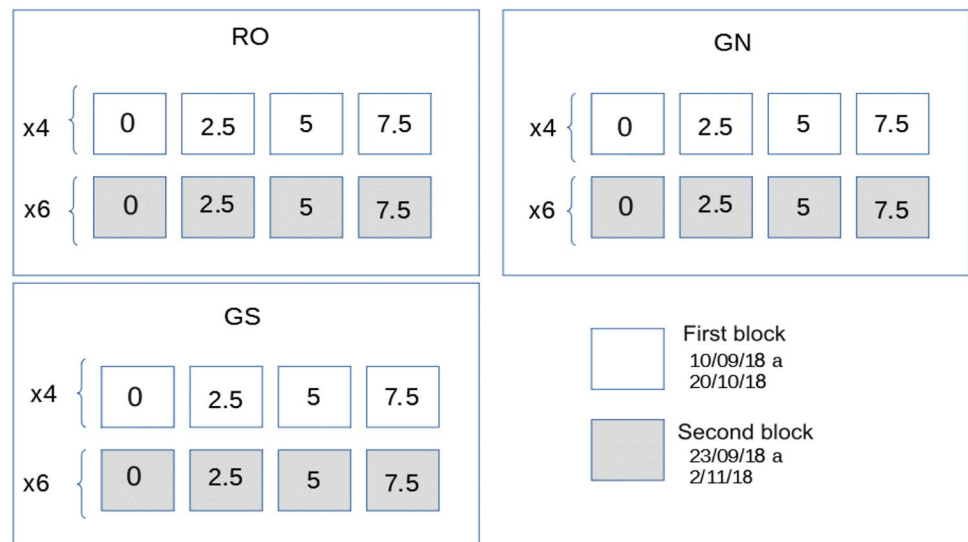 RO
x4 0 2.5 5 7.5
x6 0 2.5 5 7.5
GN
x4 0 2.5 5 7.5
x6 0 2.5 5 7.5
GS
x4 0 2.5 5 7.5
x6 0 2.5 5 7.5
First block
10/09/18 a
20/10/18
Second block
23/09/18 a
2/11/18